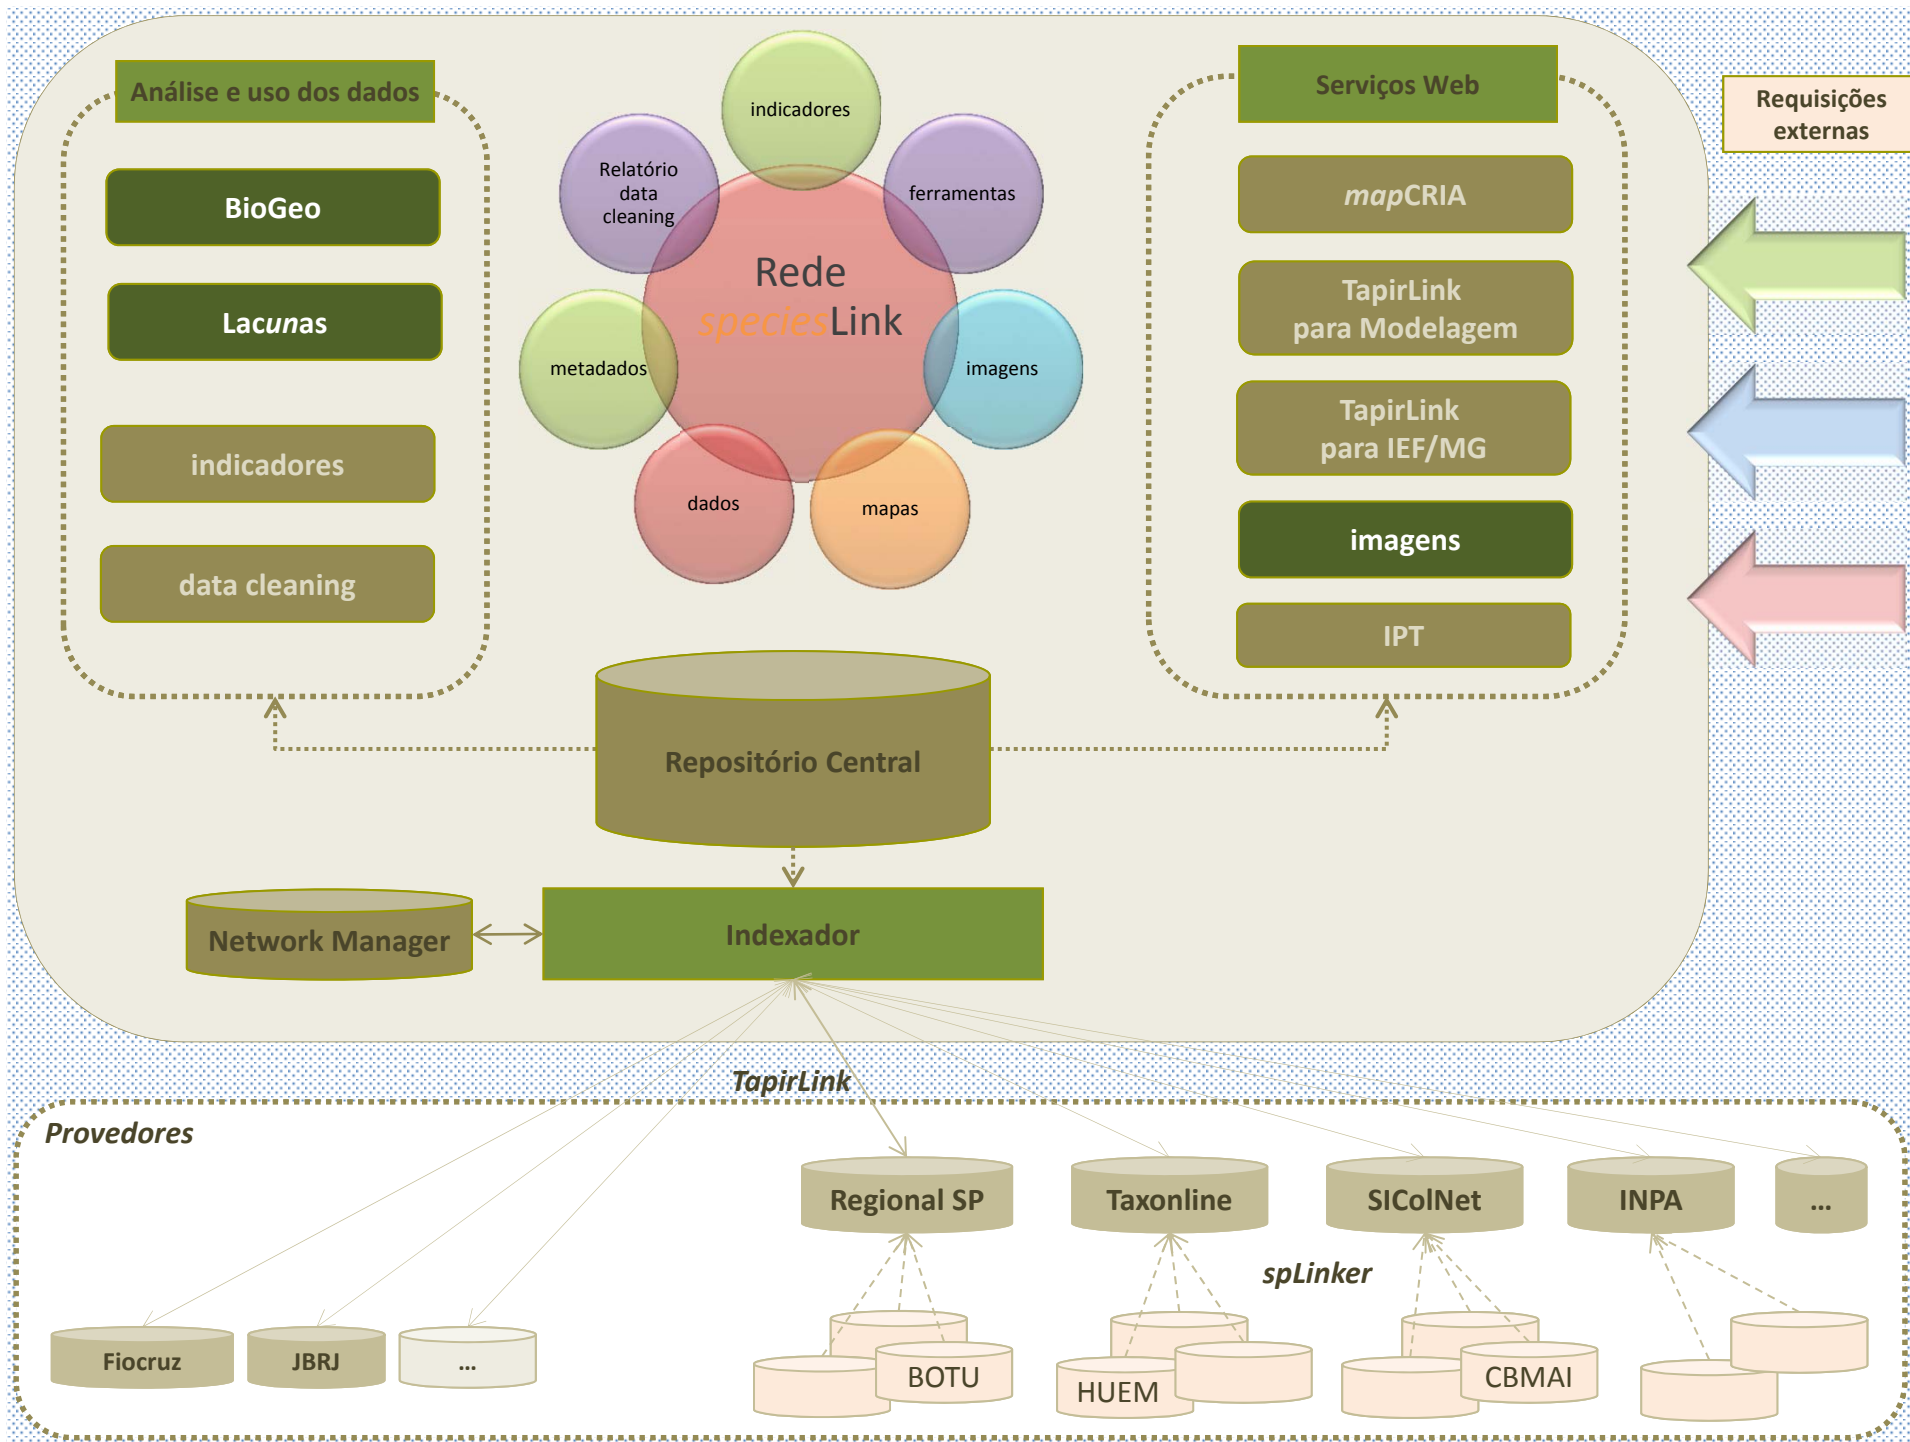 Análise e uso dos dados
BioGeo
Lacunas
indicadores
data cleaning
indicadores
Relatório
data
cleaning
ferramentas
Rede
speciesLink
metadados
imagens
dados
mapas
Serviços Web
mapCRIA
TapirLink
para Modelagem
TapirLink
para IEF/MG
imagens
IPT
Requisições
externas
Repositório Central
Network Manager
Indexador
TapirLink
Provedores
Regional SP
Taxonline
SIColNet
INPA
...
spLinker
Fiocruz
JBRJ
...
BOTU
HUEM
CBMAI